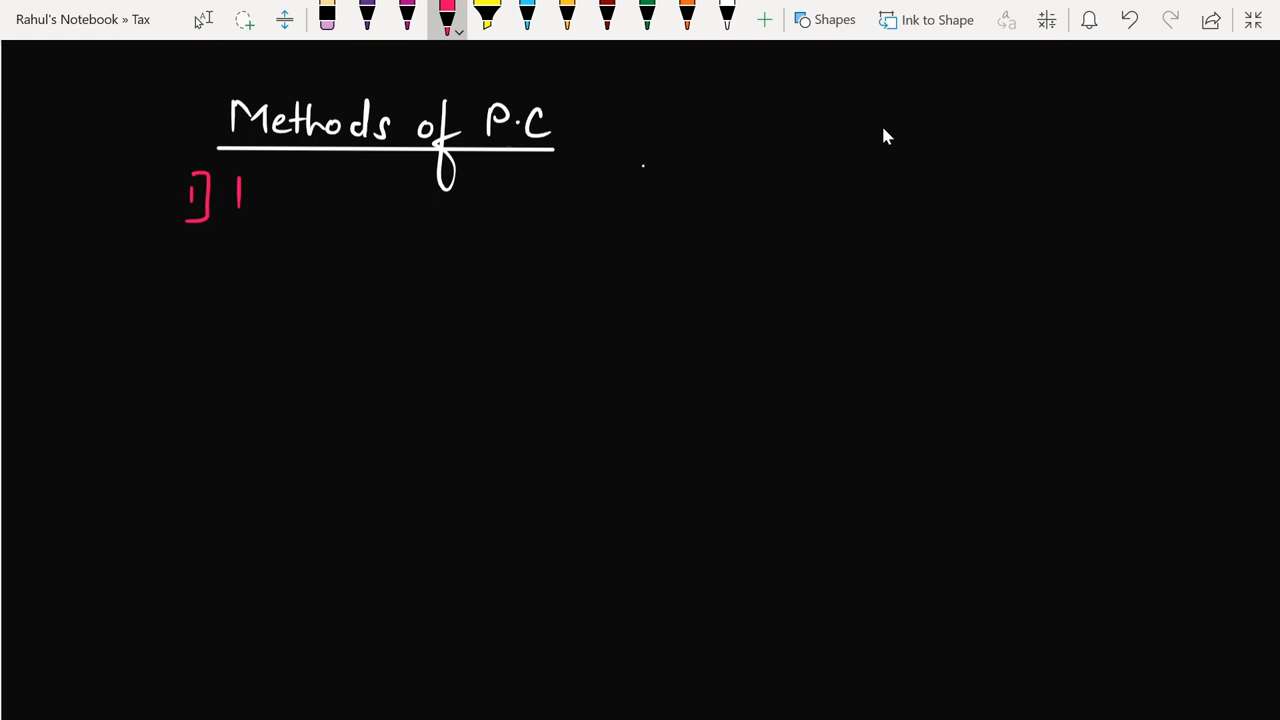 Rahul's Notebook » Tax
Shapes
Ink to Shape
Methods of P.C
1] |